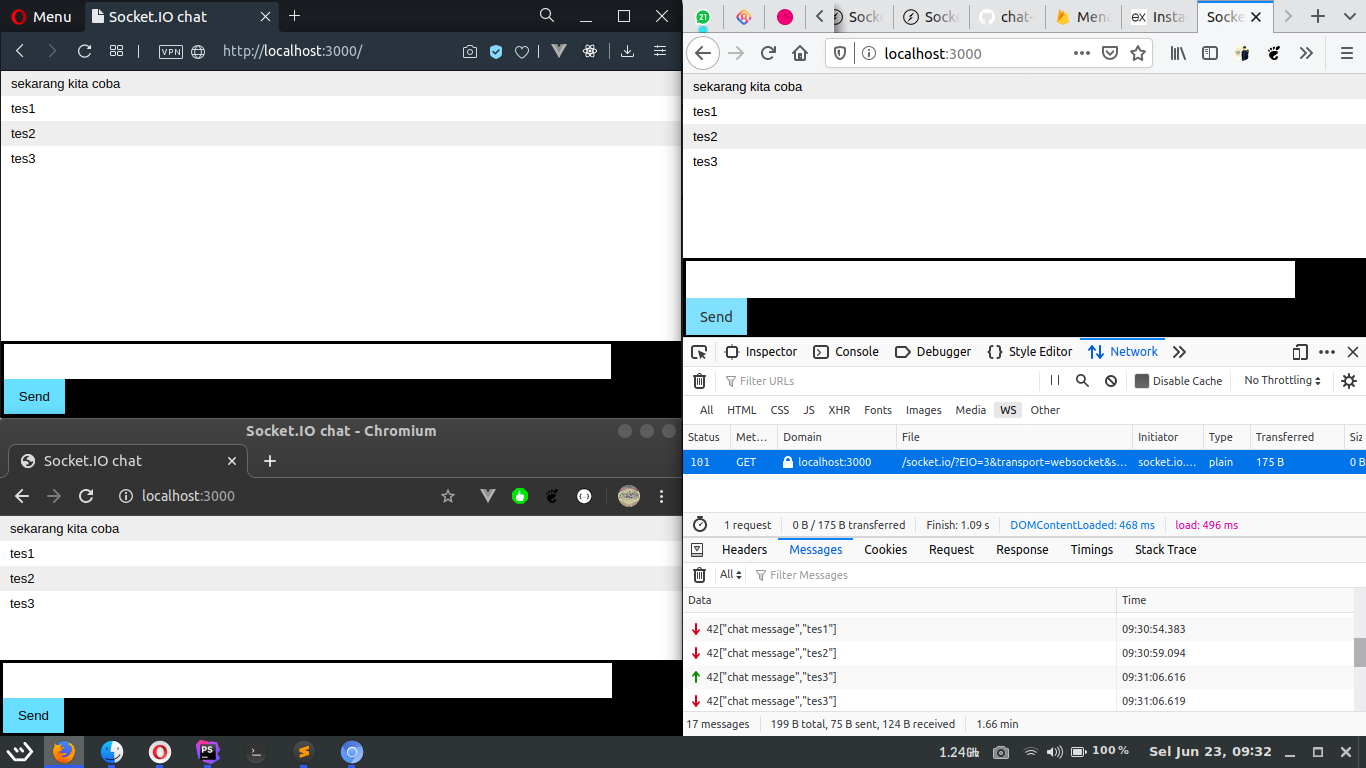 Menu
Socket.IO chat
VPN
http://localhost:3000/
sekarang kita coba
tes1
tes2
tes3
Send
Socket.IO chat - Chromium
Socket.IO chat
localhost:3000
sekarang kita coba
tes1
tes2
tes3
Send
21
Socke
Socke
chat-
Mena
ex
Insta
Socke
localhost:3000
sekarang kita coba
tes1
tes2
tes3
Send
Inspector
Console
Debugger
Style Editor
Network
Filter URLs
Disable Cache
No Throttling
All HTML CSS JS XHR Fonts Images Media WS Other
Status Met... Domain File Initiator Type Transferred Siz
101 GET localhost:3000 /socket.io/?EIO=3&transport=websocket&s... socket.io.... plain 175 B 0 B
1 request 0 B / 175 B transferred Finish: 1.09 s DOMContentLoaded: 468 ms load: 496 ms
Headers Messages Cookies Request Response Timings Stack Trace
All Filter Messages
Data Time
42["chat message","tes1"] 09:30:54.383
42["chat message","tes2"] 09:30:59.094
42["chat message","tes3"] 09:31:06.616
42["chat message","tes3"] 09:31:06.619
17 messages 199 B total, 75 B sent, 124 B received 1.66 min
PS
1.24GHz
100 %
Sel Jun 23, 09:32